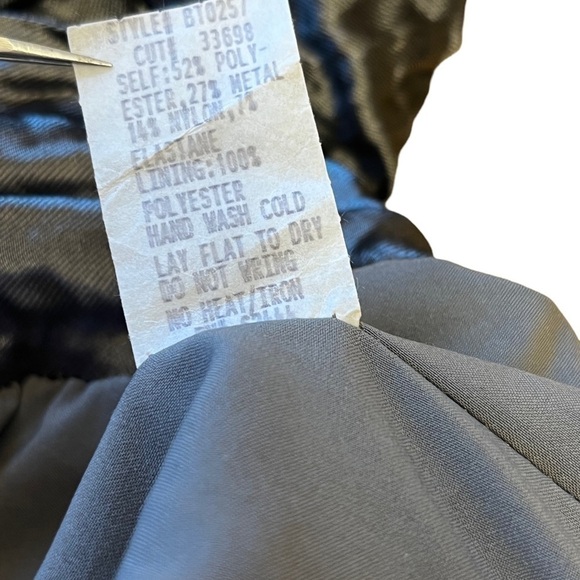 STYLE# BT0257
CUT# 33698
SELF:52% POLY-
ESTER,27% METAL
14% NYLON,7%
ELASTANE
LINING:100%
POLYESTER
HAND WASH COLD
LAY FLAT TO DRY
DO NOT WRING
NO HEAT/IRON